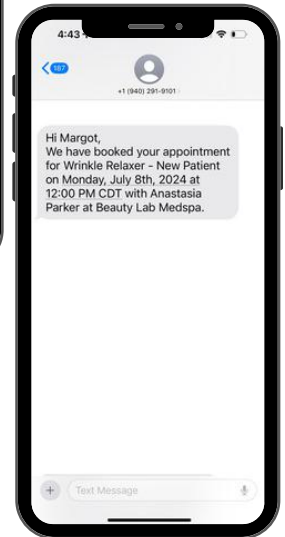 4:43
187
+1 (940) 291-9101
Hi Margot,
We have booked your appointment
for Wrinkle Relaxer - New Patient
on Monday, July 8th, 2024 at
12:00 PM CDT with Anastasia
Parker at Beauty Lab Medspa.
Text Message